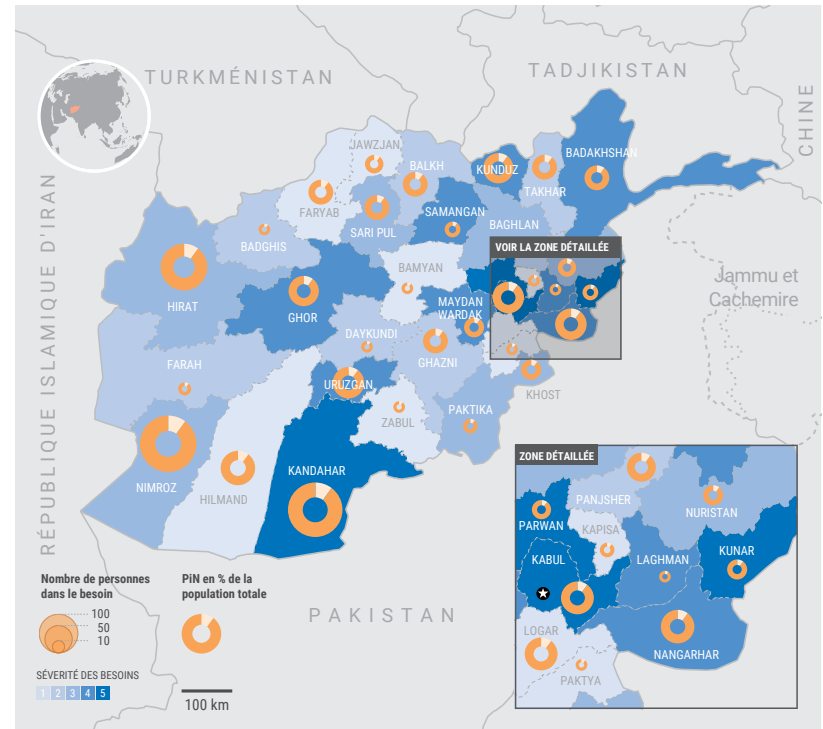 TURKMÉNISTAN
TADJIKISTAN
CHINE
RÉPUBLIQUE ISLAMIQUE D'IRAN
JAWZJAN
BALKH
KUNDUZ
BADAKHSHAN
TAKHAR
FARYAB
SARI PUL
SAMANGAN
BAGHLAN
BADGHIS
VOIR LA ZONE DÉTAILLÉE
BAMYAN
Jammu et
Cachemire
HIRAT
GHOR
MAYDAN
WARDAK
DAYKUNDI
GHAZNI
FARAH
URUZGAN
KHOST
ZABUL
PAKTIKA
KANDAHAR
NIMROZ
HILMAND
ZONE DÉTAILLÉE
PANJSHER
NURISTAN
PARWAN
KAPISA
KABUL
LAGHMAN
KUNAR
LOGAR
NANGARHAR
PAKTYA
PAKISTAN
Nombre de personnes
dans le besoin
100
50
10
PiN en % de la
population totale
SÉVERITÉ DES BESOINS
1 2 3 4 5
100 km